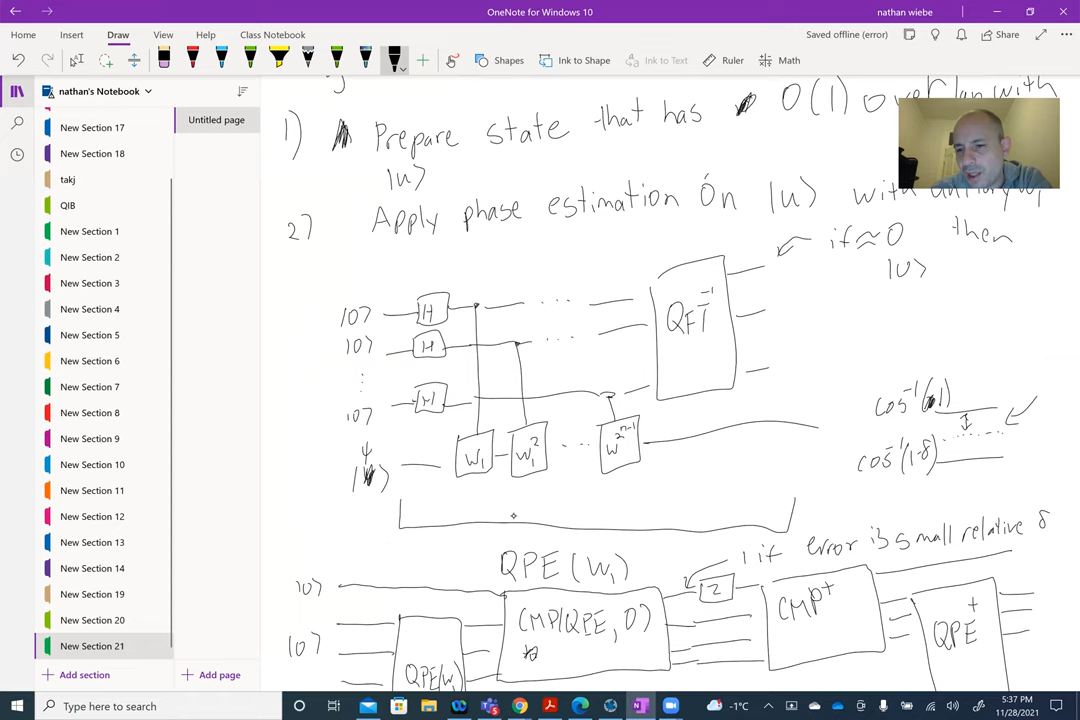 OneNote for Windows 10
nathan wiebe
Home Insert Draw View Help Class Notebook
Saved offline (error)
Share
Shapes
Ink to Shape
Ink to Text
Ruler
Math
nathan's Notebook
Untitled page
New Section 17
New Section 18
takj
QIB
New Section 1
New Section 2
New Section 3
New Section 4
New Section 5
New Section 6
New Section 7
New Section 8
New Section 9
New Section 10
New Section 11
New Section 12
New Section 13
New Section 14
New Section 19
New Section 20
New Section 21
Add section
Add page
1) Prepare state that has O(1) overlap with
|u>
2) Apply phase estimation on |u> with
if ≈ 0 then
|u>
|0> H
|0> H
⋮
|0> H
QFT^-1
ψ
W1 W1^2 ... W^2^n-1
cos^-1(1)
cos^-1(1-δ)
QPE(W1)
1 if error is small relative δ
|0>
|0>
QPE(W1)
CMP(QPE, 0)
Z
CMP^+
QPE^+
Type here to search
-1°C
5:37 PM
11/28/2021